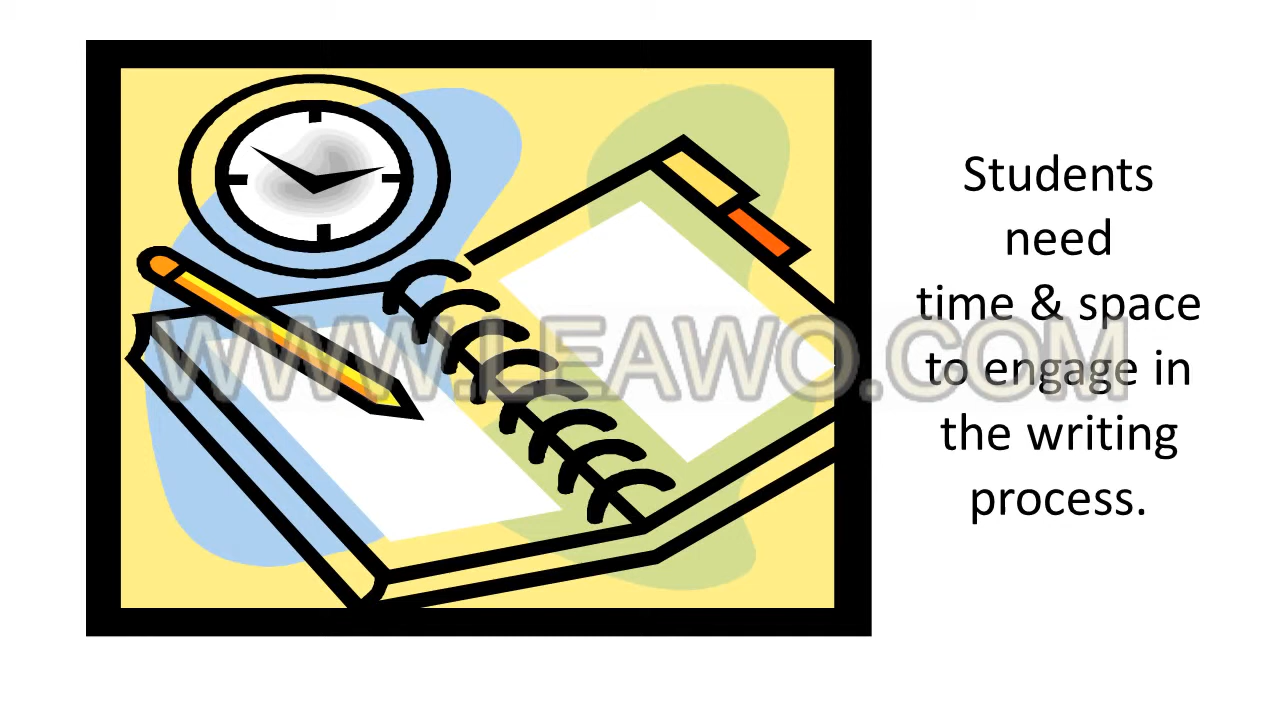 Students
need
time & space
to engage in
the writing
process.
WWW.LEAWO.COM